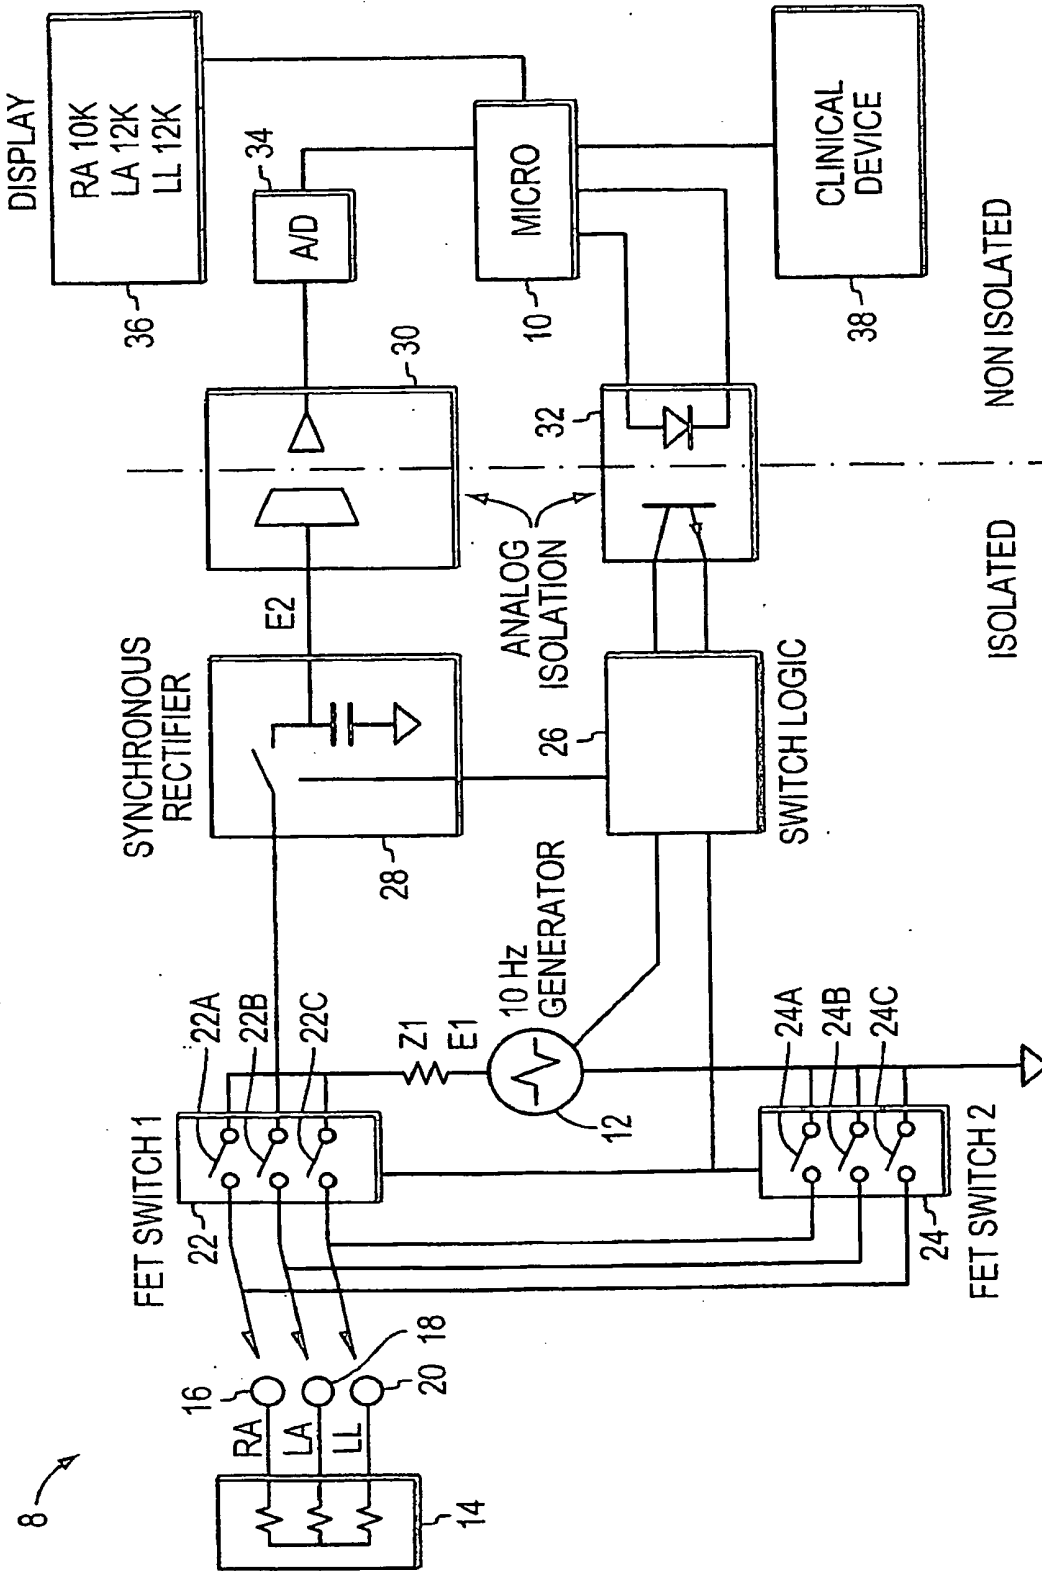 8
14
RA
LA
LL
16
18
20
FET SWITCH 1
22
22A
22B
22C
Z1
E1
10 Hz
GENERATOR
12
24A
24B
24C
24
FET SWITCH 2
SYNCHRONOUS
RECTIFIER
28
E2
26
SWITCH LOGIC
ANALOG
ISOLATION
30
32
ISOLATED
NON ISOLATED
A/D
34
MICRO
10
DISPLAY
RA 10K
LA 12K
LL 12K
36
CLINICAL
DEVICE
38